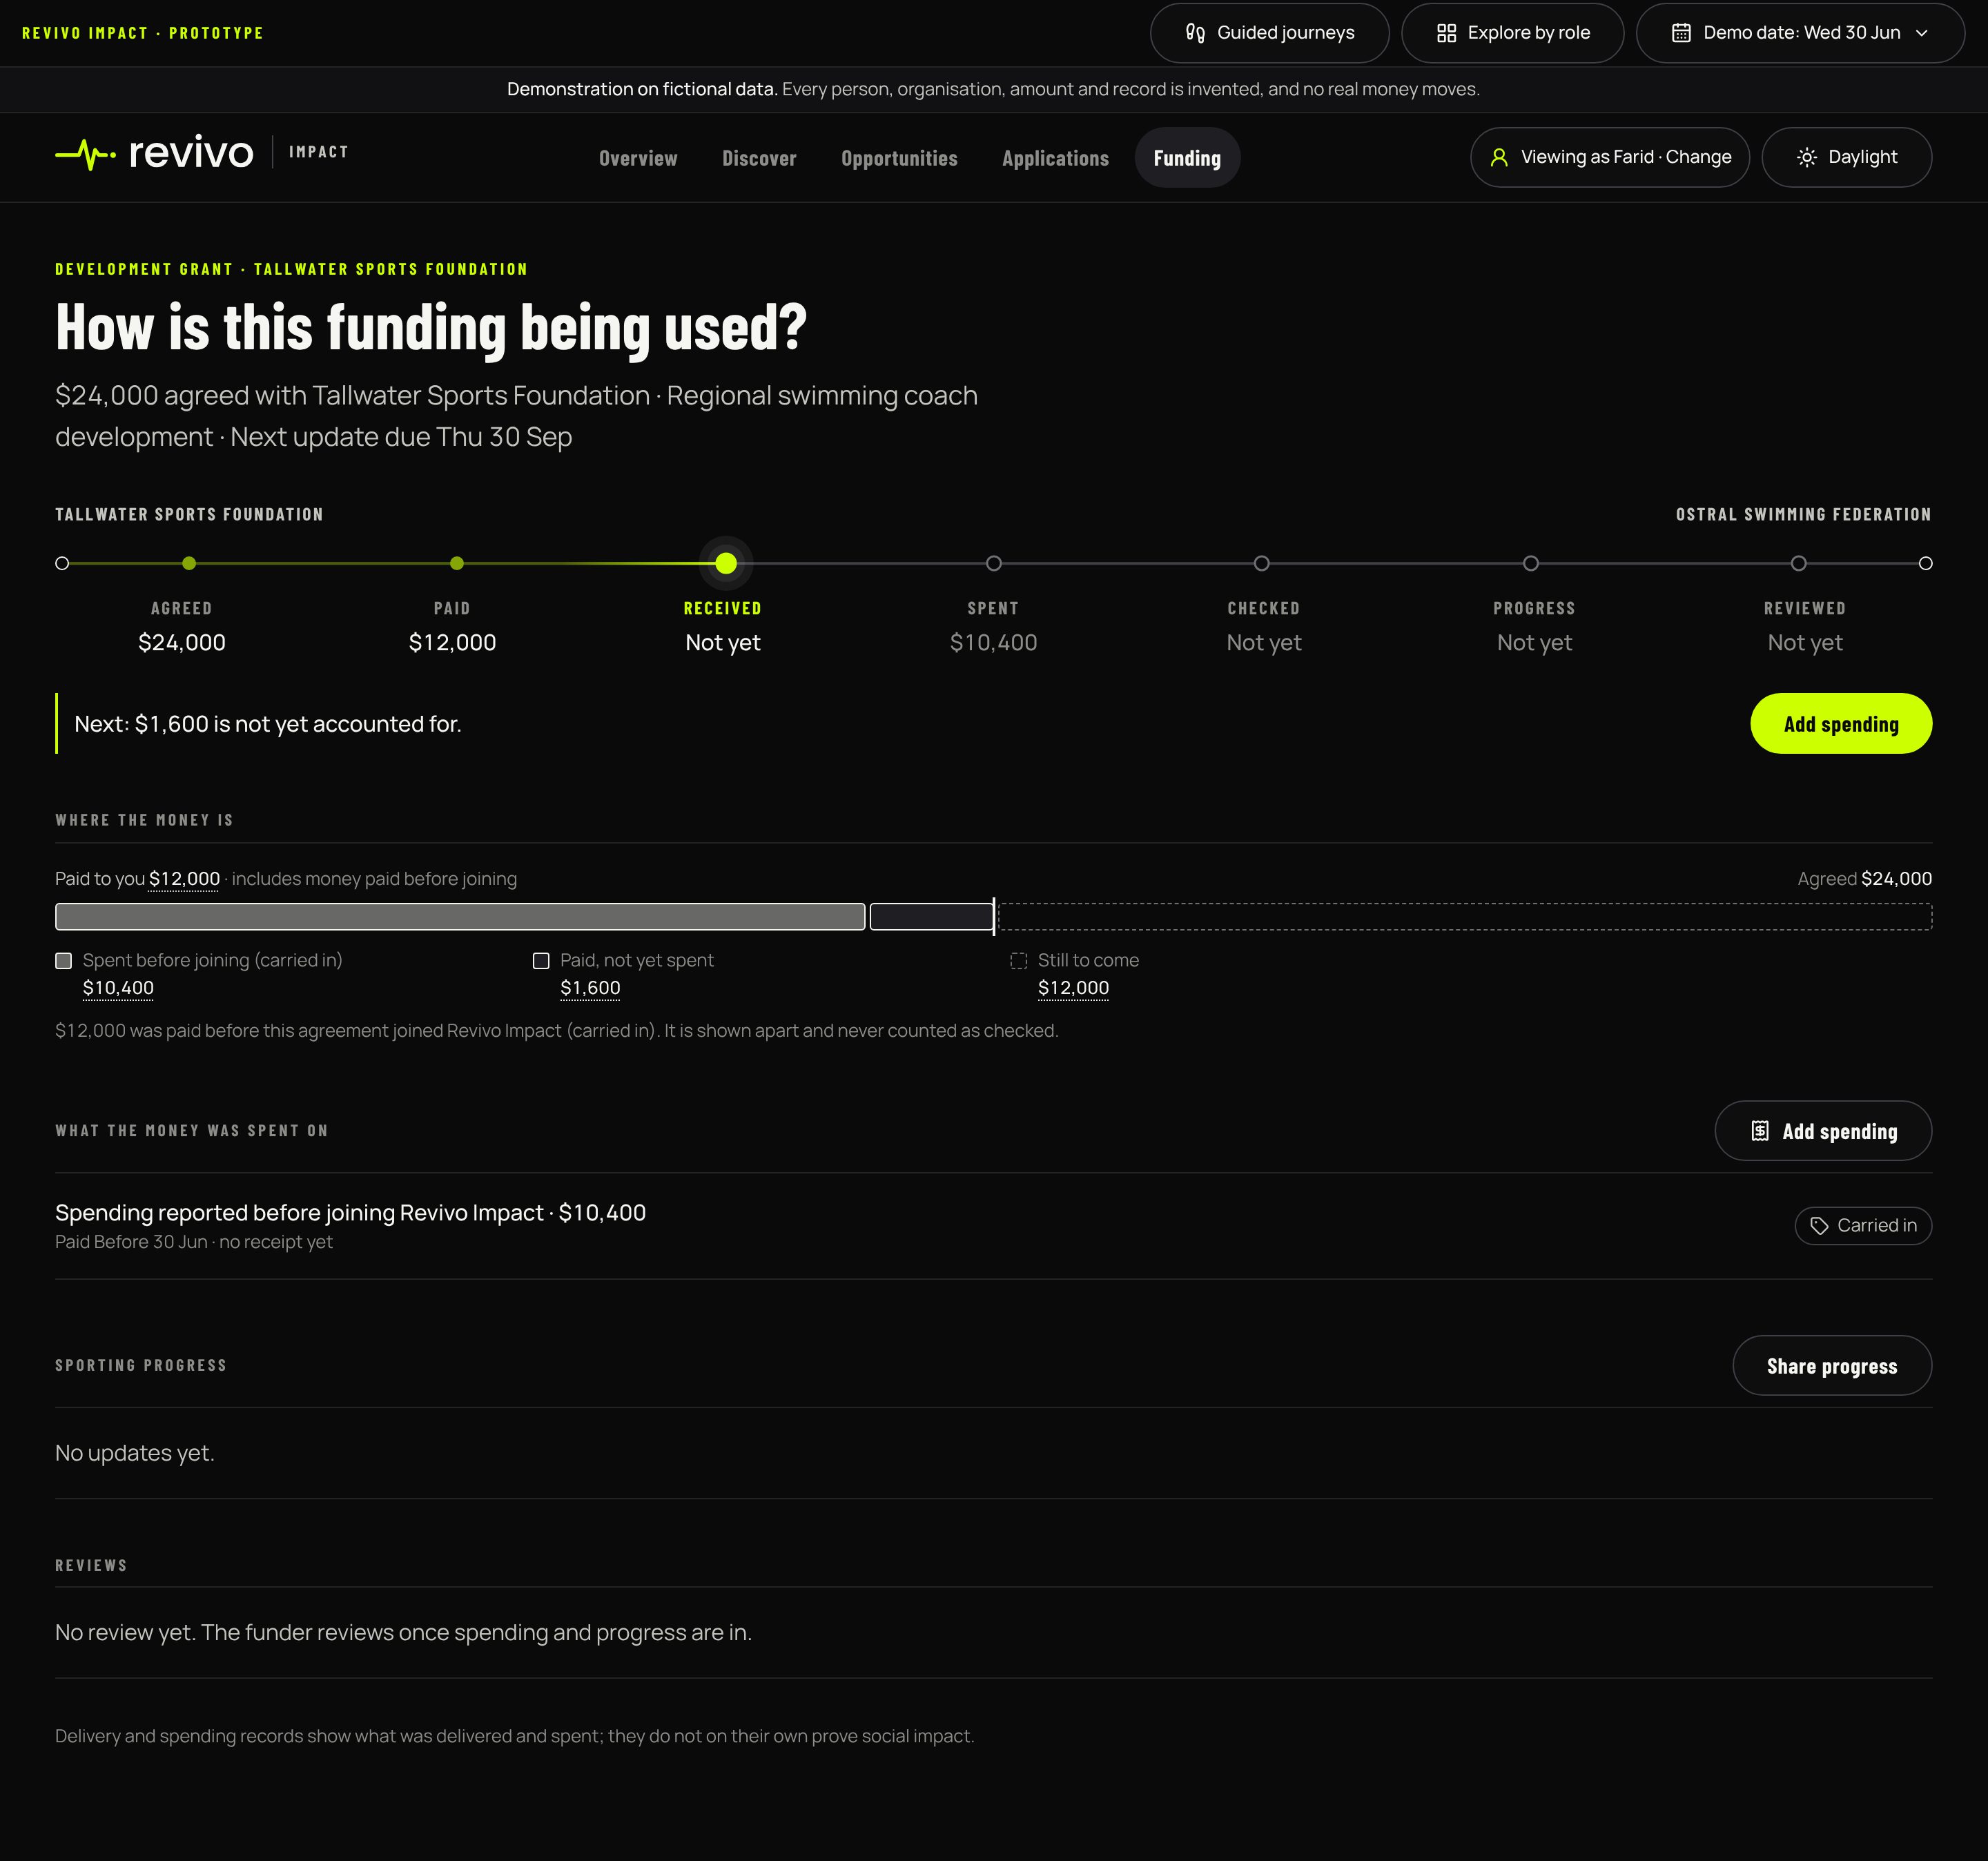 REVIVO IMPACT · PROTOTYPE
Guided journeys
Explore by role
Demo date: Wed 30 Jun
Demonstration on fictional data. Every person, organisation, amount and record is invented, and no real money moves.
revivo
IMPACT
Overview
Discover
Opportunities
Applications
Funding
Viewing as Farid · Change
Daylight
DEVELOPMENT GRANT · TALLWATER SPORTS FOUNDATION
How is this funding being used?
$24,000 agreed with Tallwater Sports Foundation · Regional swimming coach
development · Next update due Thu 30 Sep
TALLWATER SPORTS FOUNDATION
OSTRAL SWIMMING FEDERATION
AGREED
$24,000
PAID
$12,000
RECEIVED
Not yet
SPENT
$10,400
CHECKED
Not yet
PROGRESS
Not yet
REVIEWED
Not yet
Next: $1,600 is not yet accounted for.
Add spending
WHERE THE MONEY IS
Paid to you $12,000 · includes money paid before joining
Agreed $24,000
Spent before joining (carried in)
$10,400
Paid, not yet spent
$1,600
Still to come
$12,000
$12,000 was paid before this agreement joined Revivo Impact (carried in). It is shown apart and never counted as checked.
WHAT THE MONEY WAS SPENT ON
Add spending
Spending reported before joining Revivo Impact · $10,400
Paid Before 30 Jun · no receipt yet
Carried in
SPORTING PROGRESS
Share progress
No updates yet.
REVIEWS
No review yet. The funder reviews once spending and progress are in.
Delivery and spending records show what was delivered and spent; they do not on their own prove social impact.